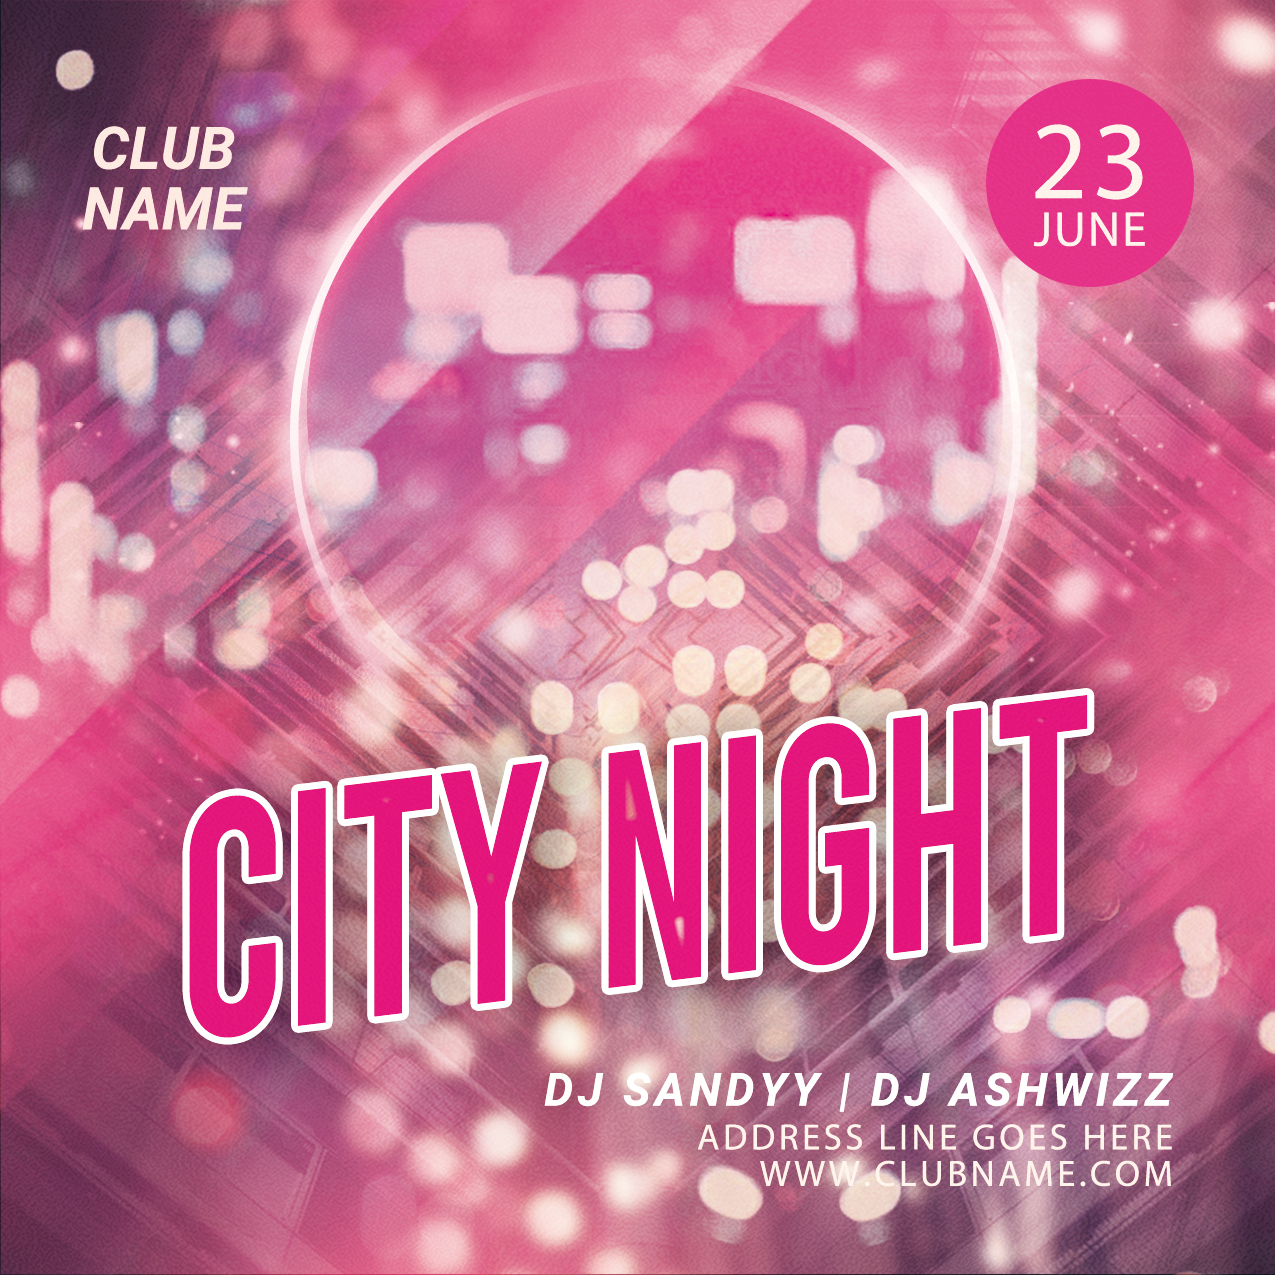 CLUB
NAME
23
JUNE
CITY NIGHT
DJ SANDYY | DJ ASHWIZZ
ADDRESS LINE GOES HERE
WWW.CLUBNAME.COM